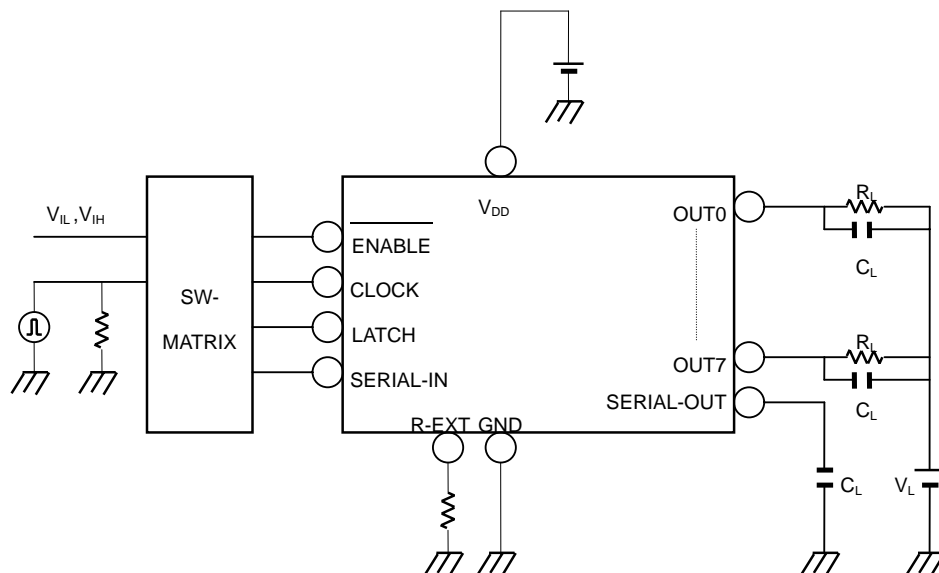 V_DD
R_L
OUT0
V_IL ,V_IH
ENABLE
C_L
CLOCK
SW-
MATRIX
LATCH
R_L
OUT7
SERIAL-IN
SERIAL-OUT
C_L
R-EXT GND
C_L
V_L